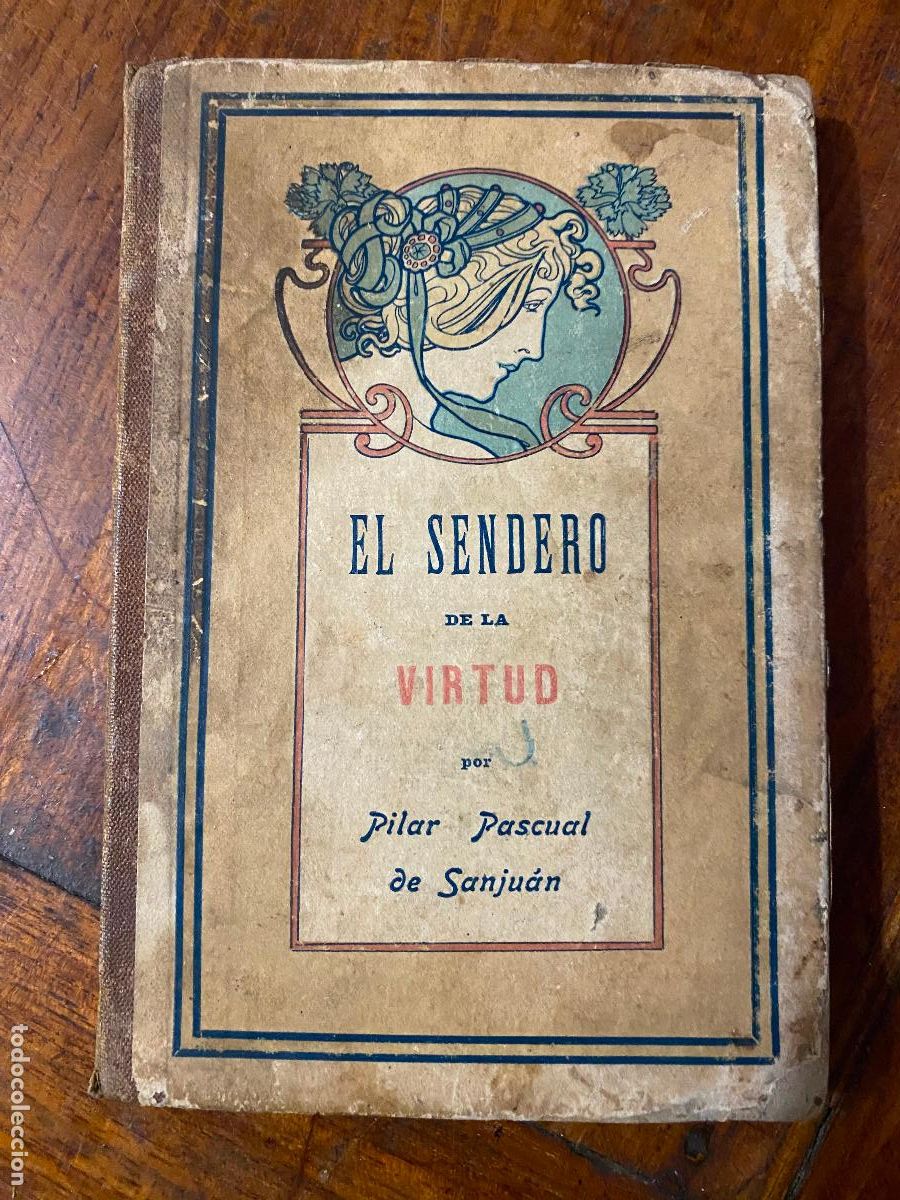 EL SENDERO
DE LA
VIRTUD
por
Pilar Pascual
de Sanjuán
todocoleccion